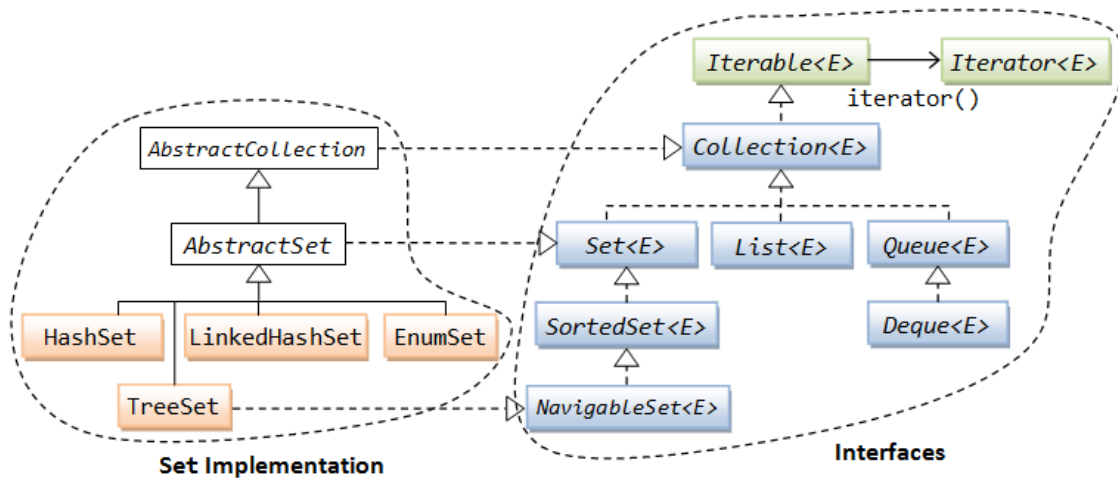 Iterable<E>
Iterator<E>
iterator()
AbstractCollection
Collection<E>
AbstractSet
Set<E>
List<E>
Queue<E>
HashSet
LinkedHashSet
EnumSet
SortedSet<E>
Deque<E>
TreeSet
NavigableSet<E>
Set Implementation
Interfaces